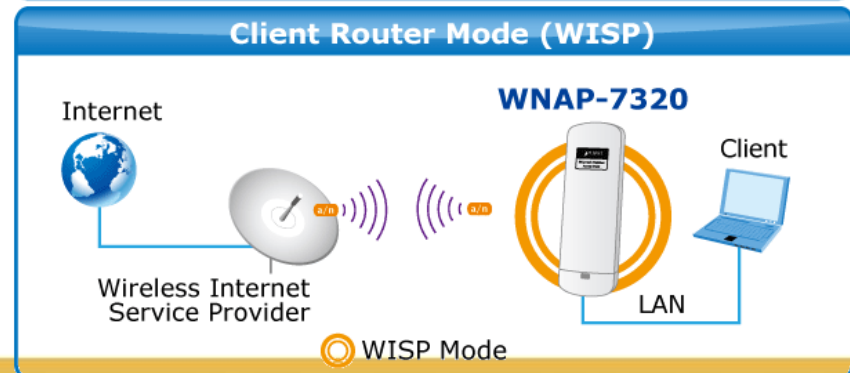 Client Router Mode (WISP)
WNAP-7320
Internet
Client
a/n
a/n
Wireless Internet
Service Provider
LAN
WISP Mode